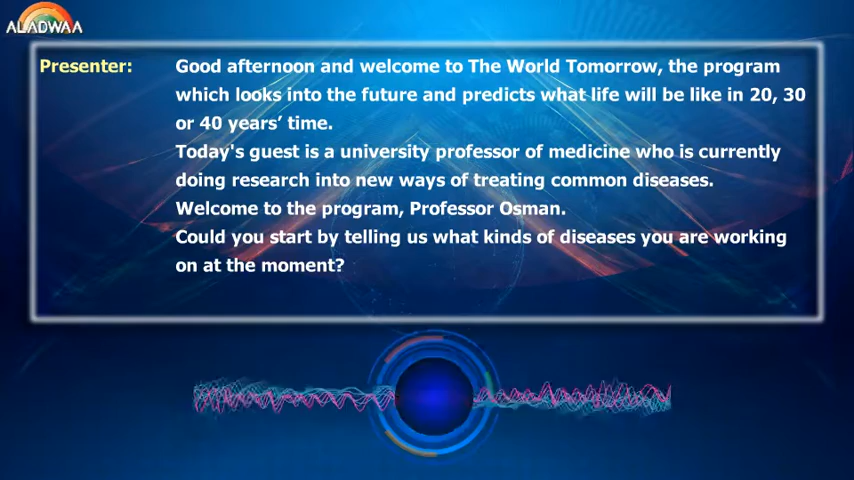 ALADWAA
Presenter: Good afternoon and welcome to The World Tomorrow, the program
which looks into the future and predicts what life will be like in 20, 30
or 40 years’ time.
Today's guest is a university professor of medicine who is currently
doing research into new ways of treating common diseases.
Welcome to the program, Professor Osman.
Could you start by telling us what kinds of diseases you are working
on at the moment?